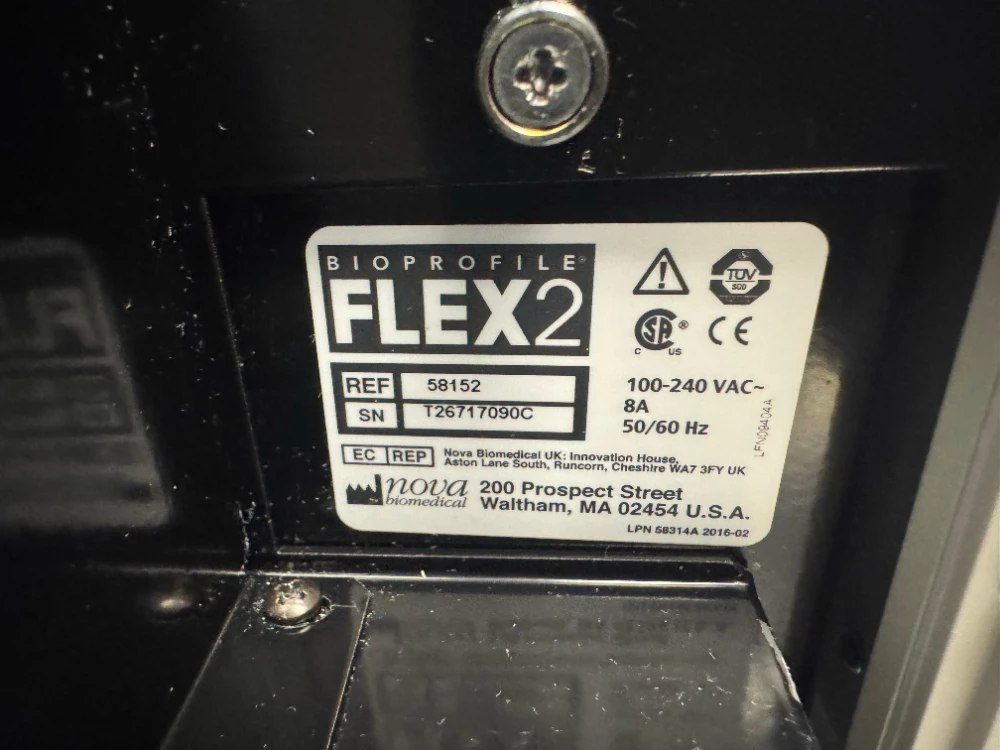 BIOPROFILE®
FLEX2
REF 58152
SN T26717090C
TÜV
SÜD
CSA®
C US
CE
100-240 VAC~
8A
50/60 Hz
LPN09404A
EC REP
Nova Biomedical UK: Innovation House,
Aston Lane South, Runcorn, Cheshire WA7 3FY UK
nova
biomedical
200 Prospect Street
Waltham, MA 02454 U.S.A.
LPN 58314A 2016-02